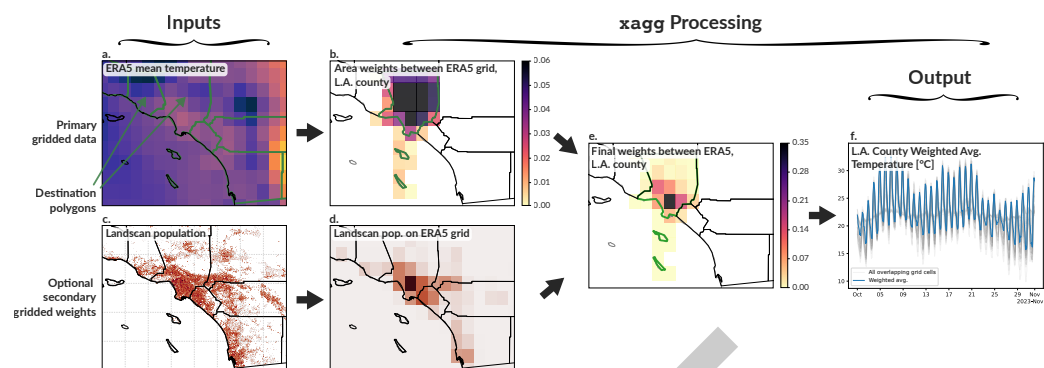 Inputs
xagg Processing
a.
ERA5 mean temperature
Primary
gridded data
Destination
polygons
b.
Area weights between ERA5 grid,
L.A. county
0.06
0.05
0.04
0.03
0.02
0.01
0.00
c.
Landscan population
Optional
secondary
gridded weights
d.
Landscan pop. on ERA5 grid
e.
Final weights between ERA5,
L.A. county
0.35
0.28
0.21
0.14
0.07
0.00
Output
f.
L.A. County Weighted Avg.
Temperature [°C]
30
25
20
15
10
All overlapping grid cells
Weighted avg.
Oct 05 09 13 17 21 25 29 Nov
2023-Nov